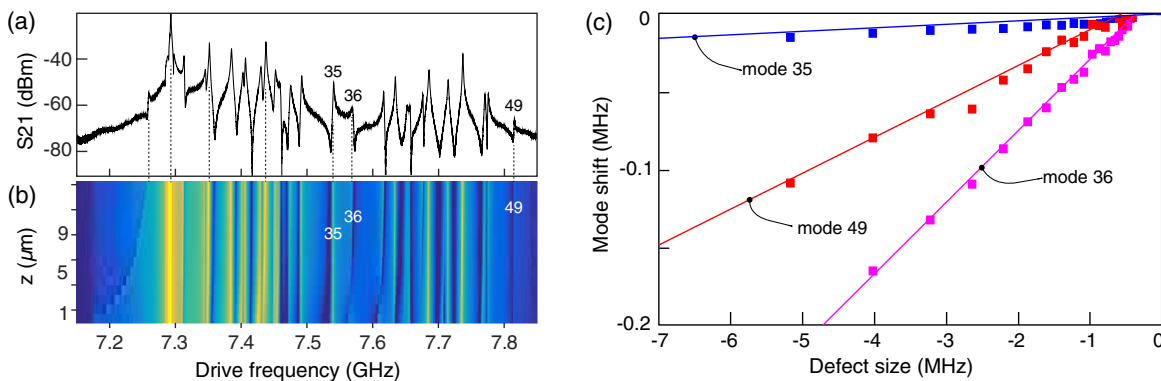 (a)
S21 (dBm)
-40
-60
-80
35
36
49
(b)
z (μm)
9
5
1
35
36
49
7.2 7.3 7.4 7.5 7.6 7.7 7.8
Drive frequency (GHz)
(c)
Mode shift (MHz)
0
-0.1
-0.2
mode 35
mode 36
mode 49
-7 -6 -5 -4 -3 -2 -1 0
Defect size (MHz)